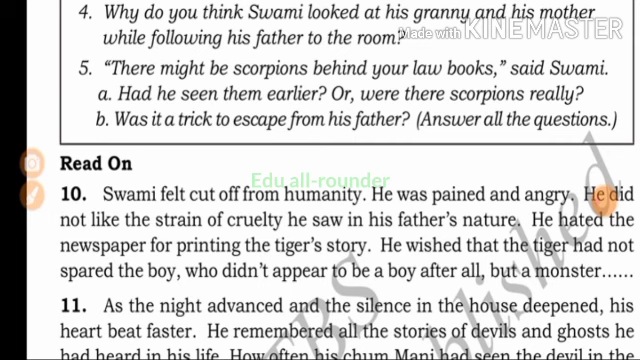 4. Why do you think Swami looked at his granny and his mother
while following his father to the room?
Made with KINEMASTER
5. "There might be scorpions behind your law books," said Swami.
a. Had he seen them earlier? Or, were there scorpions really?
b. Was it a trick to escape from his father? (Answer all the questions.)
Read On
Edu.all-rounder
10. Swami felt cut off from humanity. He was pained and angry. He did
not like the strain of cruelty he saw in his father's nature. He hated the
newspaper for printing the tiger's story. He wished that the tiger had not
spared the boy, who didn't appear to be a boy after all, but a monster......
11. As the night advanced and the silence in the house deepened, his
heart beat faster. He remembered all the stories of devils and ghosts he
had heard in his life. How often his chum Mani had seen the devil in the